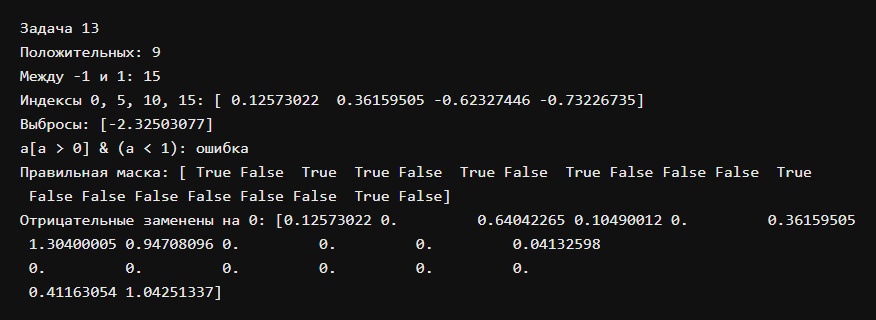 Задача 13
Положительных: 9
Между -1 и 1: 15
Индексы 0, 5, 10, 15: [ 0.12573022  0.36159505 -0.62327446 -0.73226735]
Выбросы: [-2.32503077]
a[a > 0] & (a < 1): ошибка
Правильная маска: [ True False  True  True False  True False False False  True
 False False False False False False  True False]
Отрицательные заменены на 0: [0.12573022 0.         0.64042265 0.10490012 0.         0.36159505
 1.30400005 0.94708096 0.         0.         0.         0.04132598
 0.         0.         0.         0.         0.         0.
 0.41163054 1.04251337]